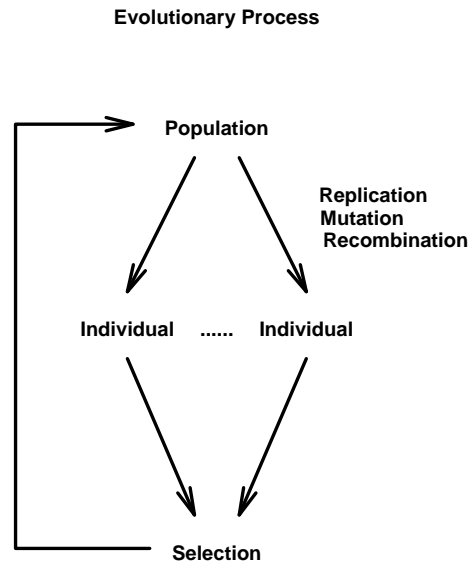 Evolutionary Process
Population
Replication
Mutation
Recombination
Individual ...... Individual
Selection